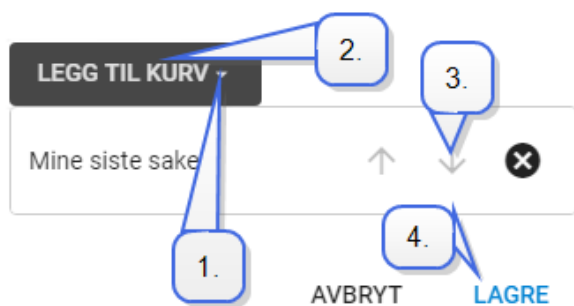 2.
LEGG TIL KURV
3.
Mine siste sake
1.
4.
AVBRYT LAGRE